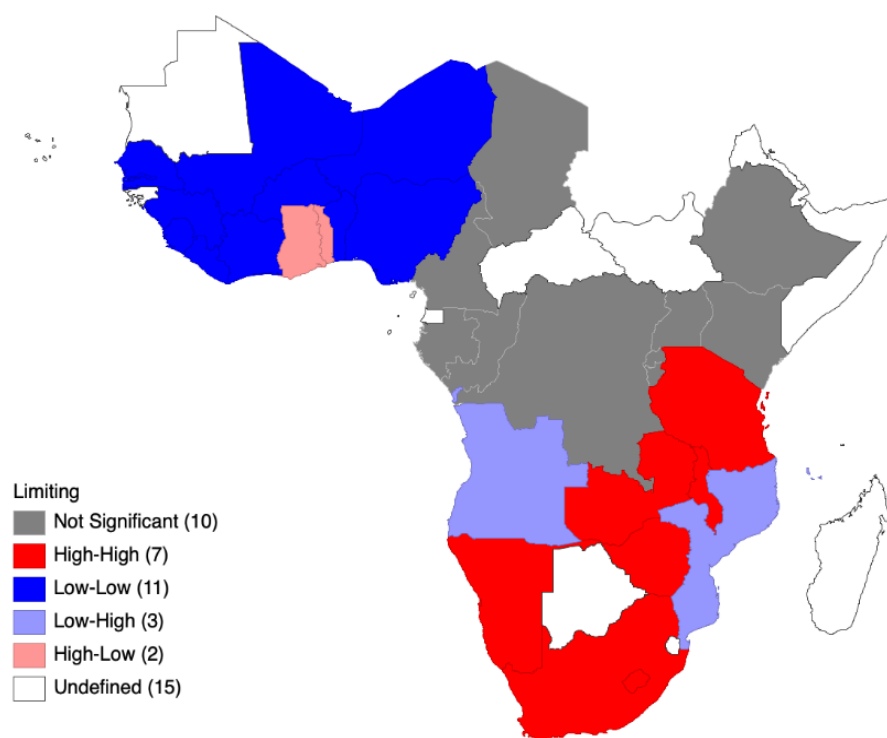 Limiting
Not Significant (10)
High-High (7)
Low-Low (11)
Low-High (3)
High-Low (2)
Undefined (15)